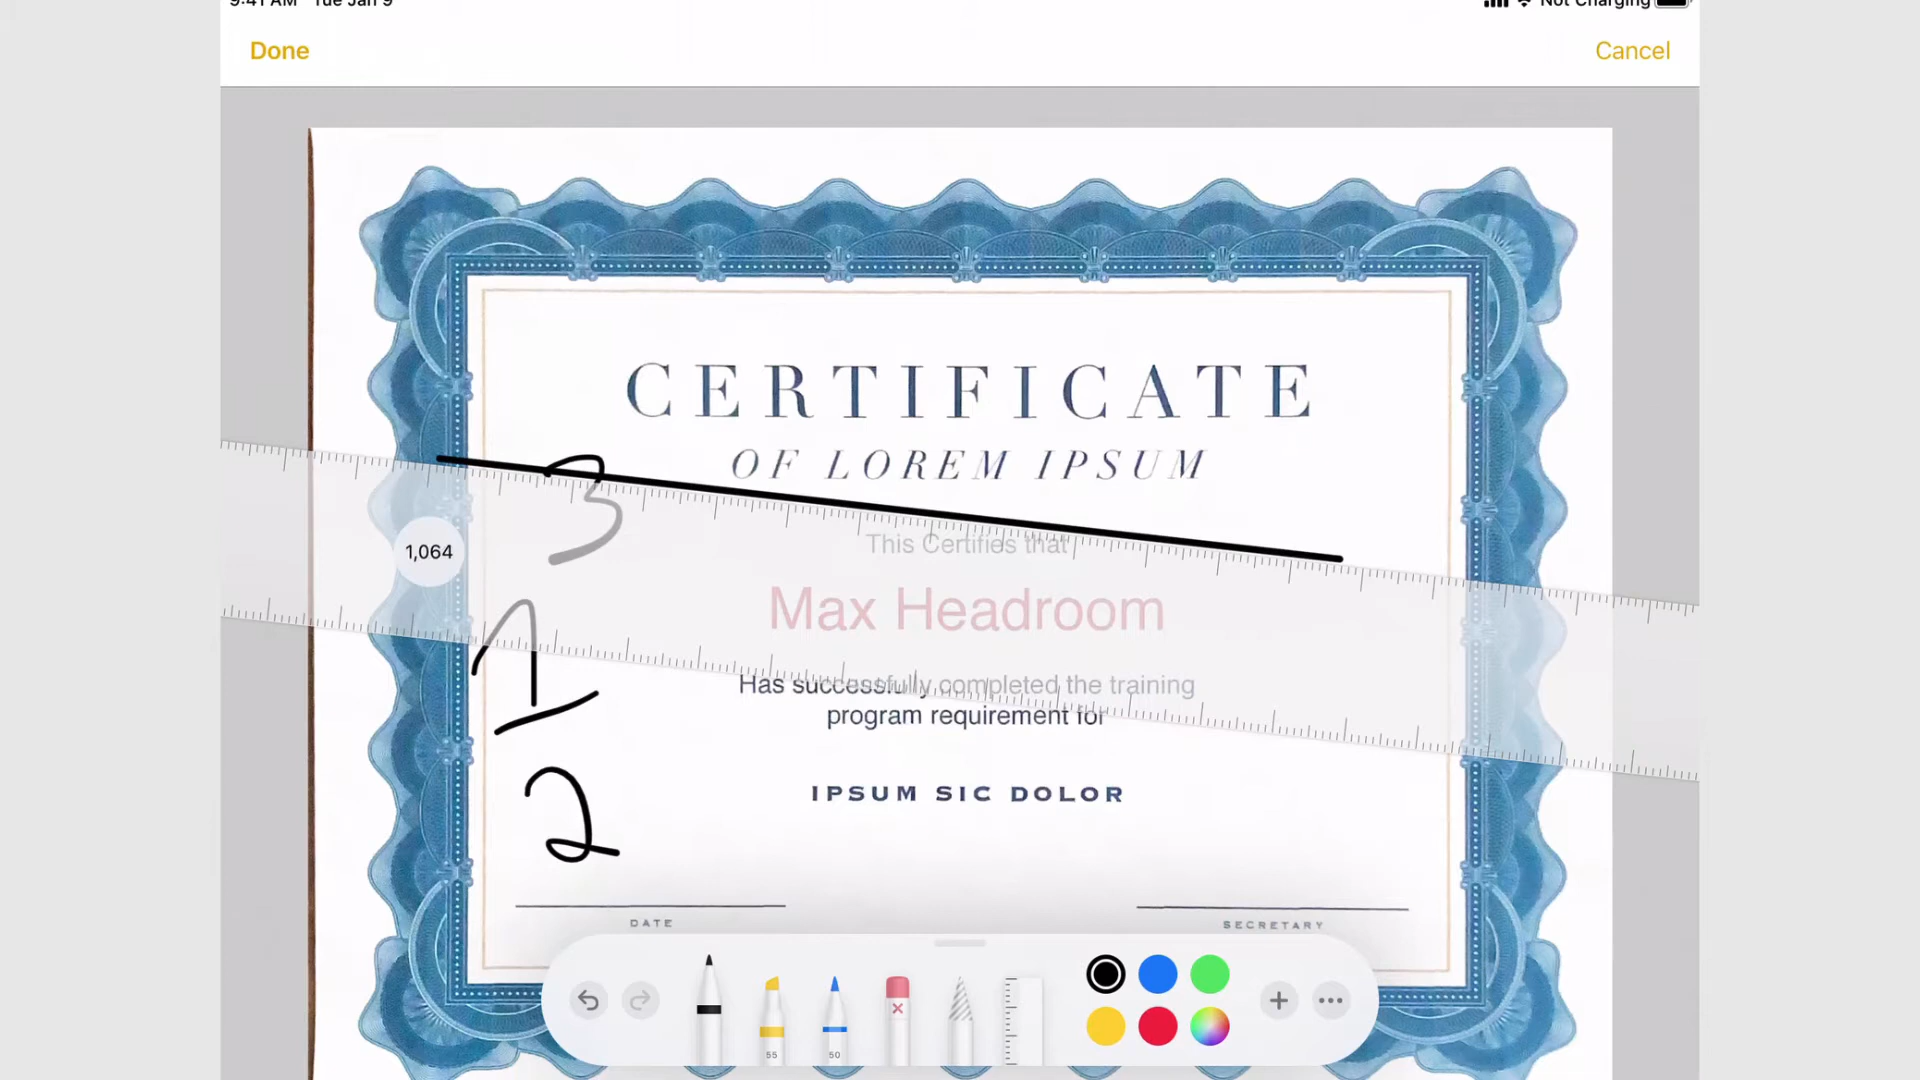 9:41 AM Tue Jan 9
Not Charging
Done
Cancel
CERTIFICATE
OF LOREM IPSUM
3
This Certifies that
1,064
Max Headroom
1
Has successfully completed the training
program requirement for
IPSUM SIC DOLOR
2
DATE
SECRETARY
55
50